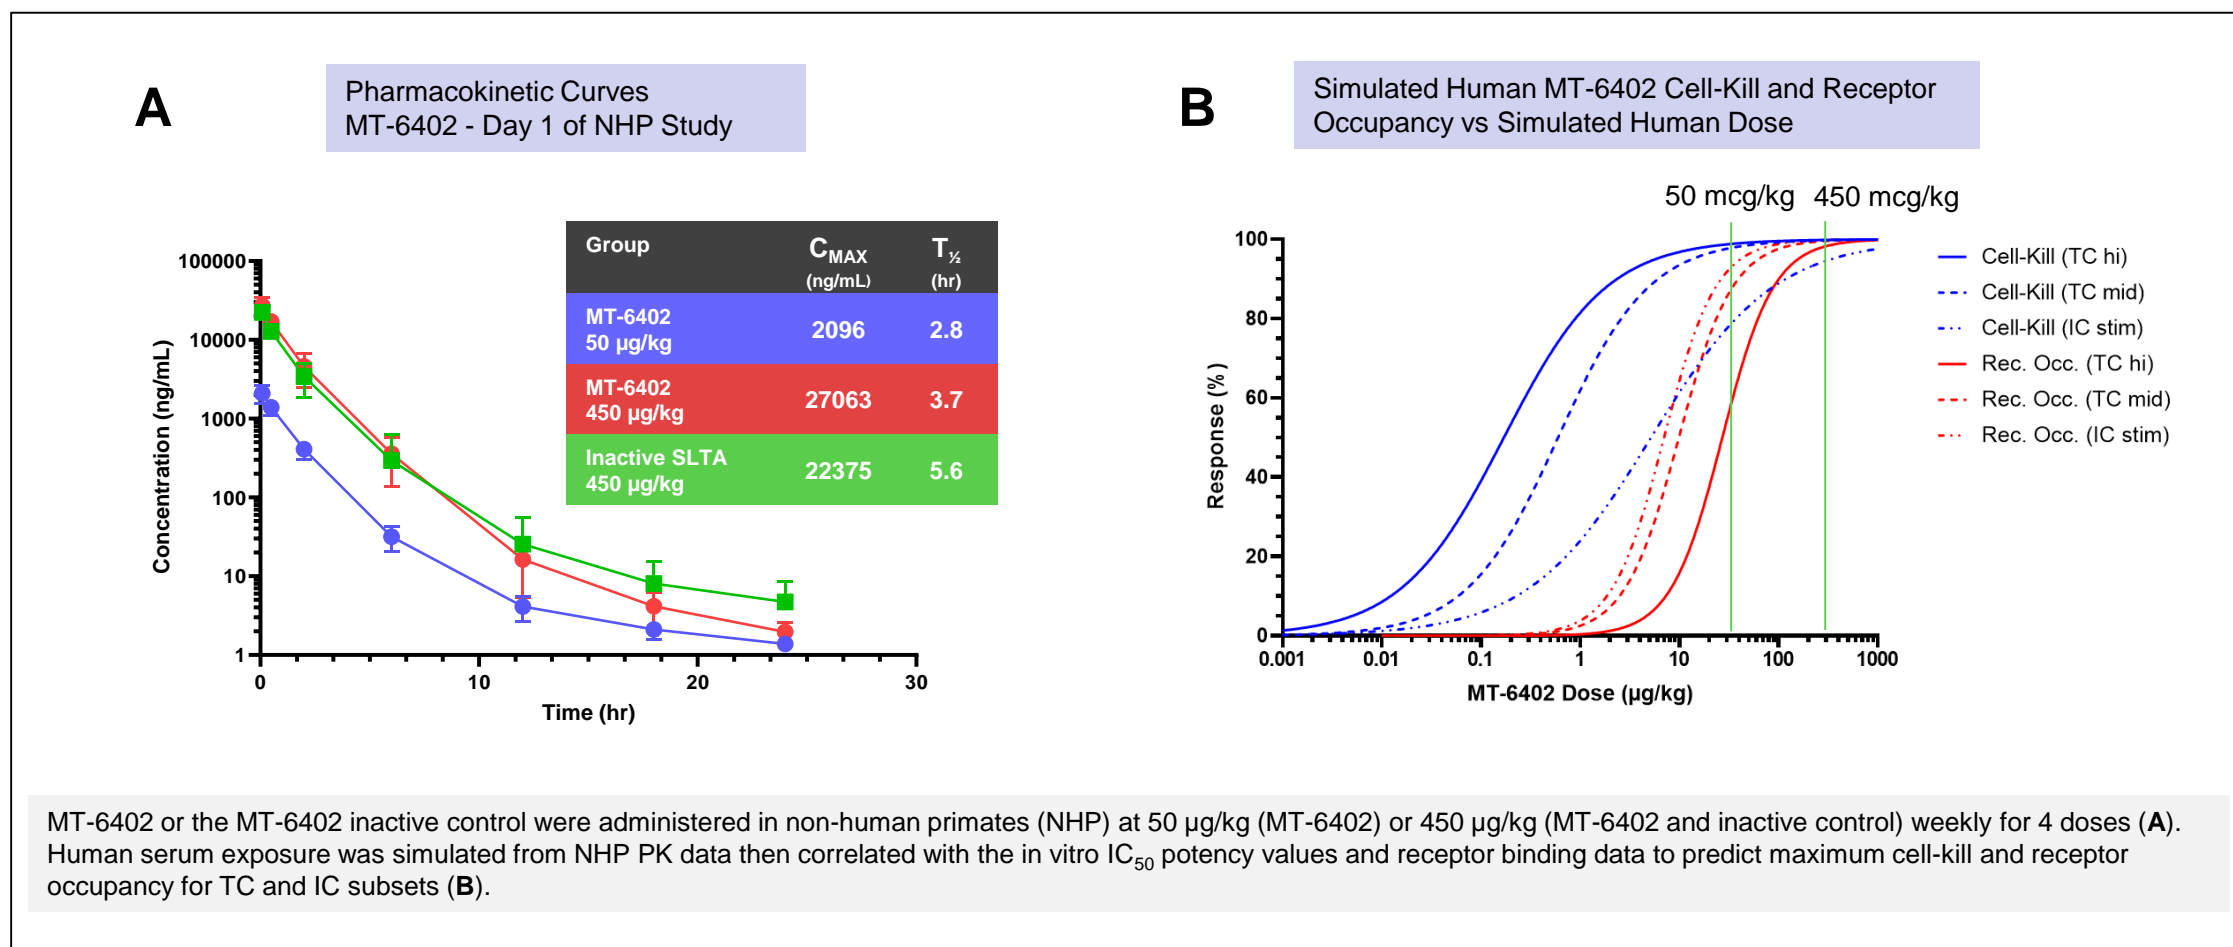 A
Pharmacokinetic Curves
MT-6402 - Day 1 of NHP Study
Group C_MAX (ng/mL) T_½ (hr)
MT-6402 50 µg/kg 2096 2.8
MT-6402 450 µg/kg 27063 3.7
Inactive SLTA 450 µg/kg 22375 5.6
Concentration (ng/mL)
100000
10000
1000
100
10
1
0 10 20 30
Time (hr)
B
Simulated Human MT-6402 Cell-Kill and Receptor
Occupancy vs Simulated Human Dose
50 mcg/kg 450 mcg/kg
Response (%)
100
80
60
40
20
0
0.001 0.01 0.1 1 10 100 1000
MT-6402 Dose (µg/kg)
Cell-Kill (TC hi)
Cell-Kill (TC mid)
Cell-Kill (IC stim)
Rec. Occ. (TC hi)
Rec. Occ. (TC mid)
Rec. Occ. (IC stim)
MT-6402 or the MT-6402 inactive control were administered in non-human primates (NHP) at 50 µg/kg (MT-6402) or 450 µg/kg (MT-6402 and inactive control) weekly for 4 doses (A).
Human serum exposure was simulated from NHP PK data then correlated with the in vitro IC50 potency values and receptor binding data to predict maximum cell-kill and receptor
occupancy for TC and IC subsets (B).